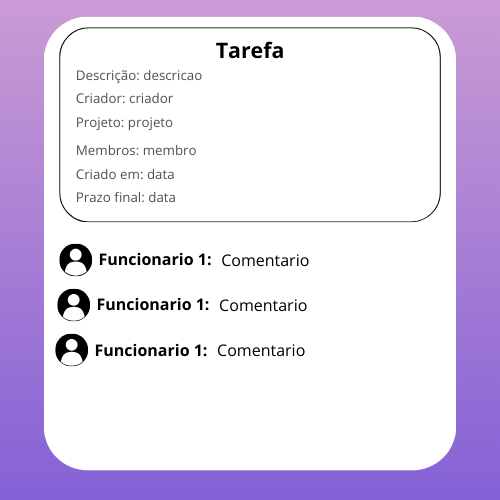 Tarefa
Descrição: descricao
Criador: criador
Projeto: projeto
Membros: membro
Criado em: data
Prazo final: data
Funcionario 1: Comentario
Funcionario 1: Comentario
Funcionario 1: Comentario